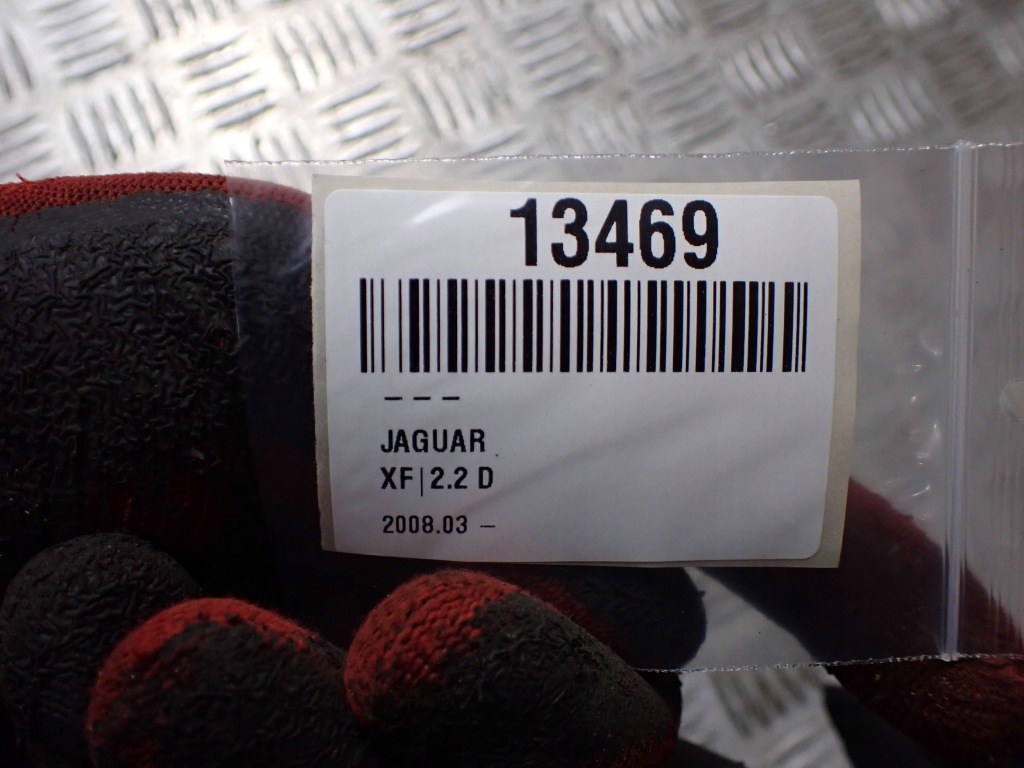 13469
---
JAGUAR
XF|2.2 D
2008.03 –